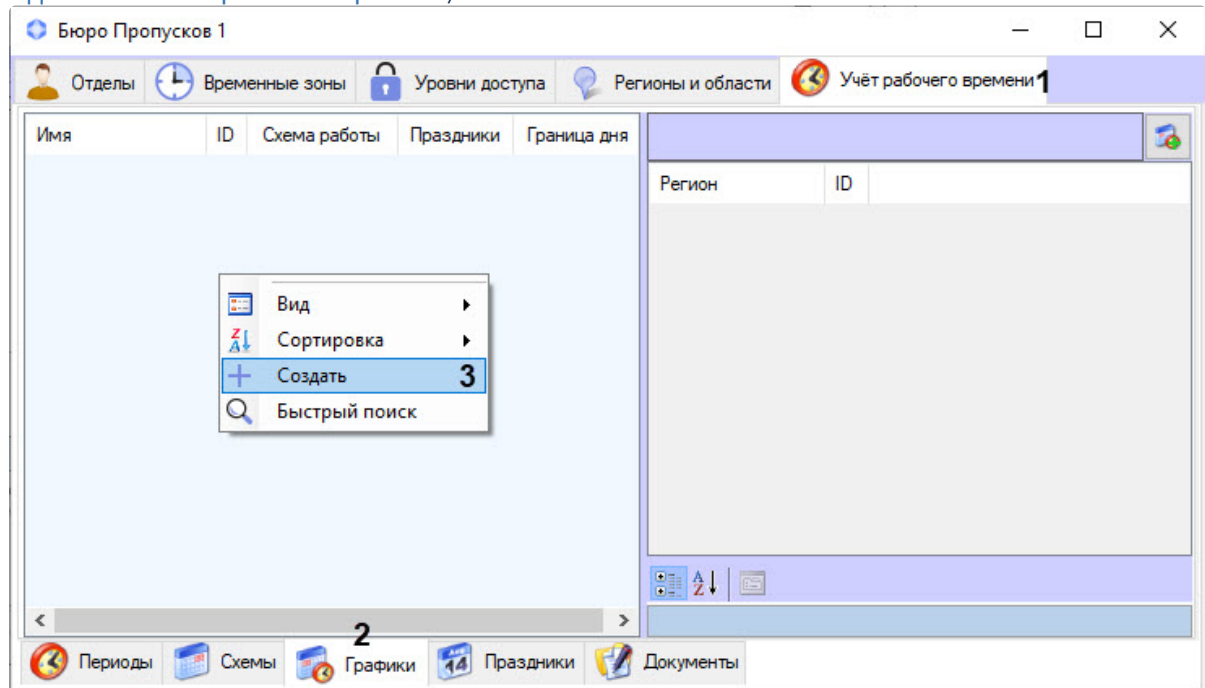 Бюро Пропусков 1
Отделы Временные зоны Уровни доступа Регионы и области Учёт рабочего времени 1
Имя ID Схема работы Праздники Граница дня
Регион ID
Вид
Сортировка
Создать 3
Быстрый поиск
2
Периоды Схемы Графики Праздники Документы